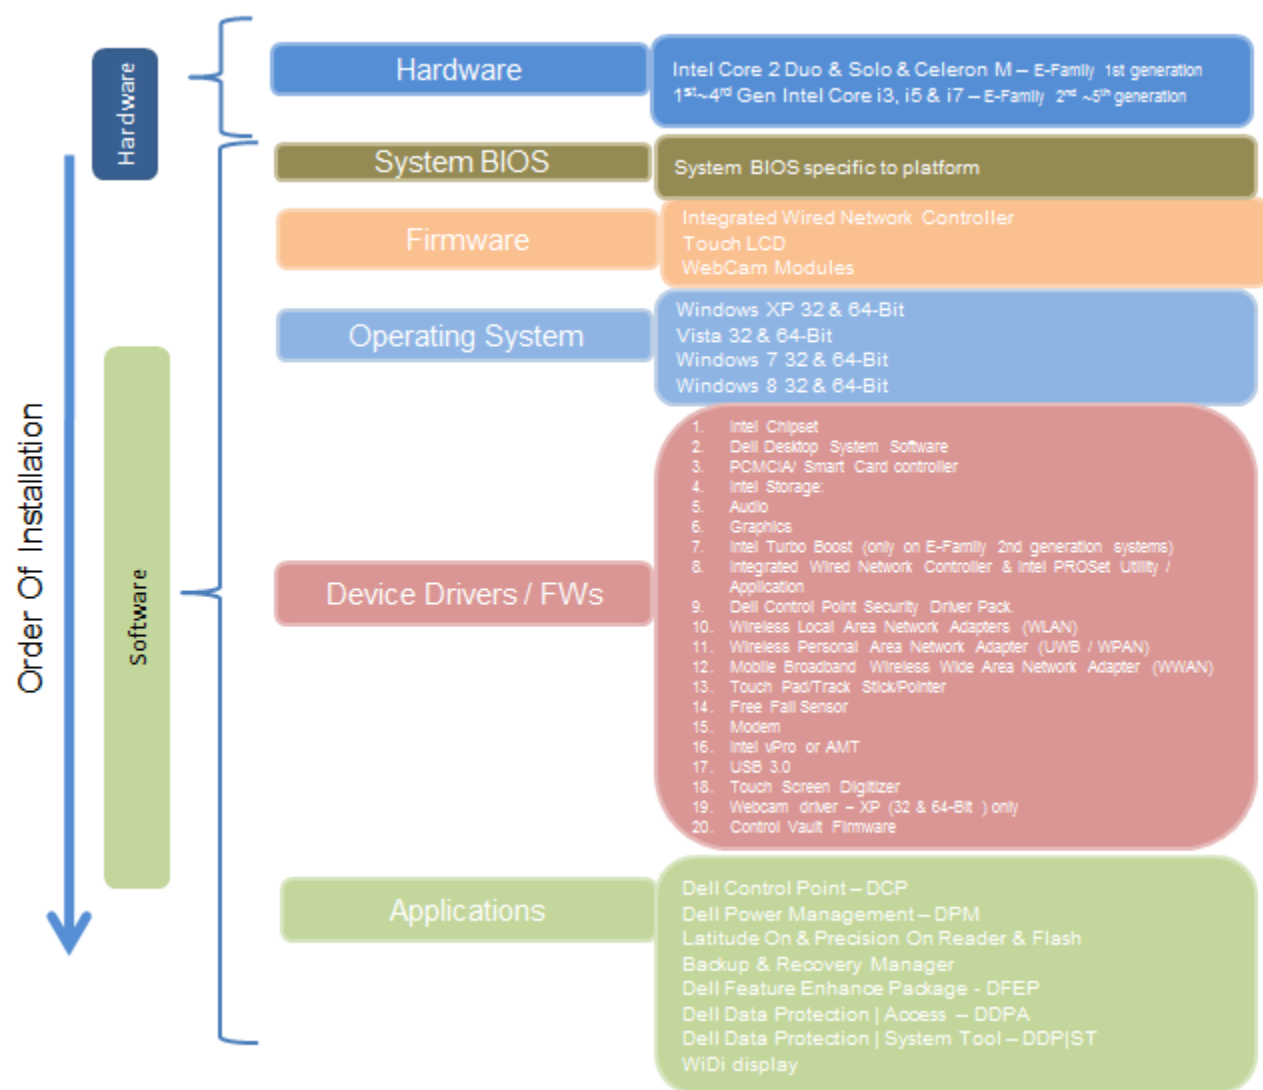 Order Of Installation
Hardware
Software
Hardware
Intel Core 2 Duo & Solo & Celeron M – E-Family 1st generation
1st~4rd Gen Intel Core i3, i5 & i7 – E-Family 2nd ~5th generation
System BIOS
System BIOS specific to platform
Firmware
Integrated Wired Network Controller
Touch LCD
WebCam Modules
Operating System
Windows XP 32 & 64-Bit
Vista 32 & 64-Bit
Windows 7 32 & 64-Bit
Windows 8 32 & 64-Bit
Device Drivers / FWs
1. Intel Chipset
2. Dell Desktop System Software
3. PCMCIA/ Smart Card controller
4. Intel Storage:
5. Audio
6. Graphics
7. Intel Turbo Boost (only on E-Family 2nd generation systems)
8. Integrated Wired Network Controller & Intel PROSet Utility /
Application
9. Dell Control Point Security Driver Pack.
10. Wireless Local Area Network Adapters (WLAN)
11. Wireless Personal Area Network Adapter (UWB / WPAN)
12. Mobile Broadband Wireless Wide Area Network Adapter (WWAN)
13. Touch Pad/Track Stick/Pointer
14. Free Fall Sensor
15. Modem
16. Intel vPro or AMT
17. USB 3.0
18. Touch Screen Digitizer
19. Webcam driver – XP (32 & 64-Bit ) only
20. Control Vault Firmware
Applications
Dell Control Point – DCP
Dell Power Management – DPM
Latitude On & Precision On Reader & Flash
Backup & Recovery Manager
Dell Feature Enhance Package - DFEP
Dell Data Protection | Access – DDPA
Dell Data Protection | System Tool – DDP|ST
WiDi display